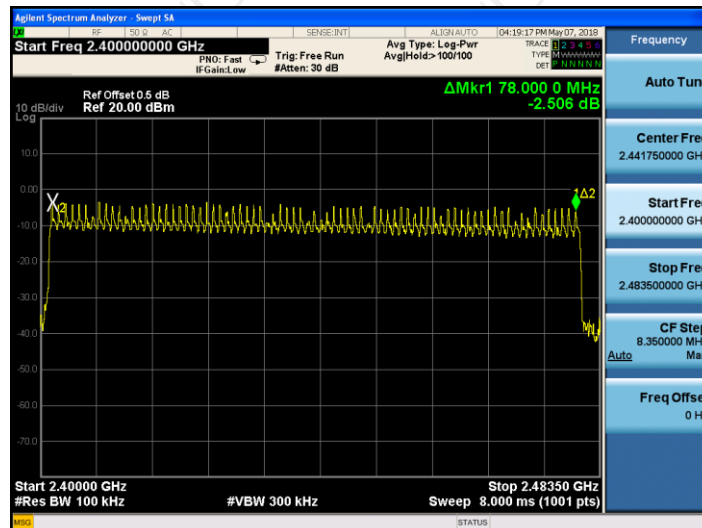 Agilent Spectrum Analyzer - Swept SA
RF 50 Ω AC SENSE:INT ALIGN AUTO 04:19:17 PM May 07, 2018
Start Freq 2.400000000 GHz
PNO: Fast
IFGain:Low
Trig: Free Run
#Atten: 30 dB
Avg Type: Log-Pwr
Avg|Hold:>100/100
TRACE 1 2 3 4 5 6
TYPE M W W W W W
DET P N N N N N
Ref Offset 0.5 dB
Ref 20.00 dBm
10 dB/div
Log
ΔMkr1 78.000 0 MHz
-2.506 dB
10.0
0.00
-10.0
-20.0
-30.0
-40.0
-50.0
-60.0
-70.0
2
1Δ2
Start 2.40000 GHz
Stop 2.48350 GHz
#Res BW 100 kHz
#VBW 300 kHz
Sweep 8.000 ms (1001 pts)
MSG
STATUS
Frequency
Auto Tun
Center Fre
2.441750000 GH
Start Fre
2.400000000 GH
Stop Fre
2.483500000 GH
CF Ste
8.350000 MH
Auto Ma
Freq Offse
0 H